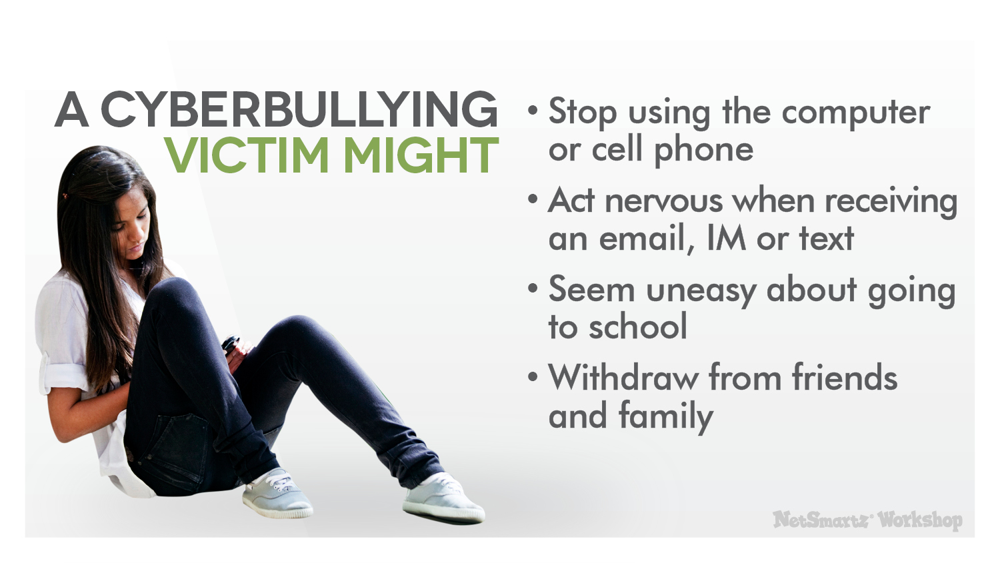 A CYBERBULLYING
VICTIM MIGHT
• Stop using the computer
or cell phone
• Act nervous when receiving
an email, IM or text
• Seem uneasy about going
to school
• Withdraw from friends
and family
NetSmartz® Workshop